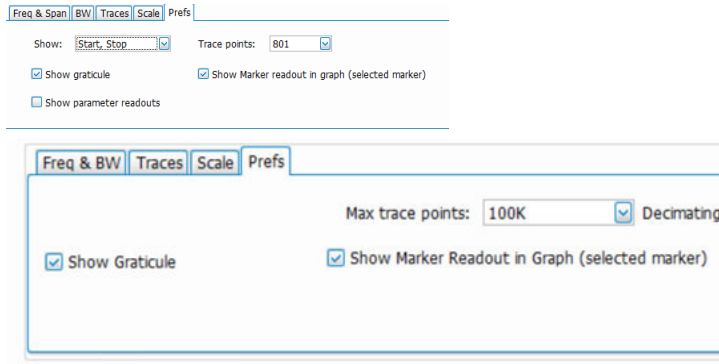 Freq & Span BW Traces Scale Prefs
Show: Start, Stop Trace points: 801
Show graticule Show Marker readout in graph (selected marker)
Show parameter readouts
Freq & BW Traces Scale Prefs
Max trace points: 100K Decimating
Show Graticule Show Marker Readout in Graph (selected marker)